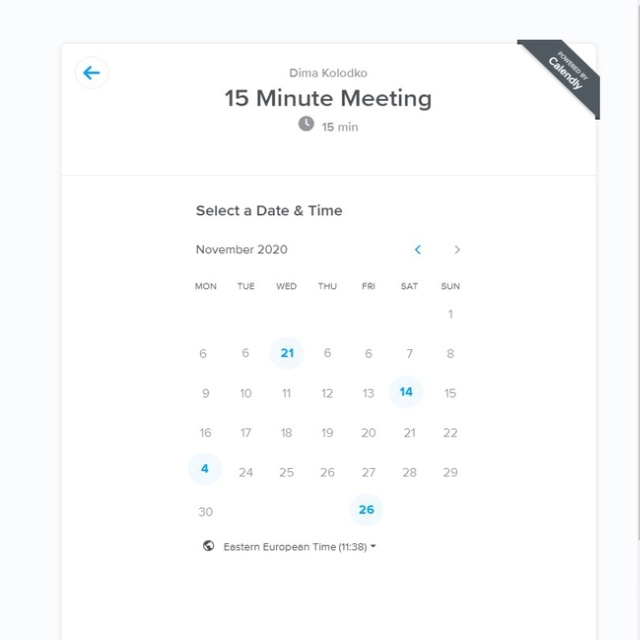 POWERED BY
Calendly
Dima Kolodko
15 Minute Meeting
15 min
Select a Date & Time
November 2020
MON TUE WED THU FRI SAT SUN
1
6 6 21 6 6 7 8
9 10 11 12 13 14 15
16 17 18 19 20 21 22
4 24 25 26 27 28 29
30 26
Eastern European Time (11:38)